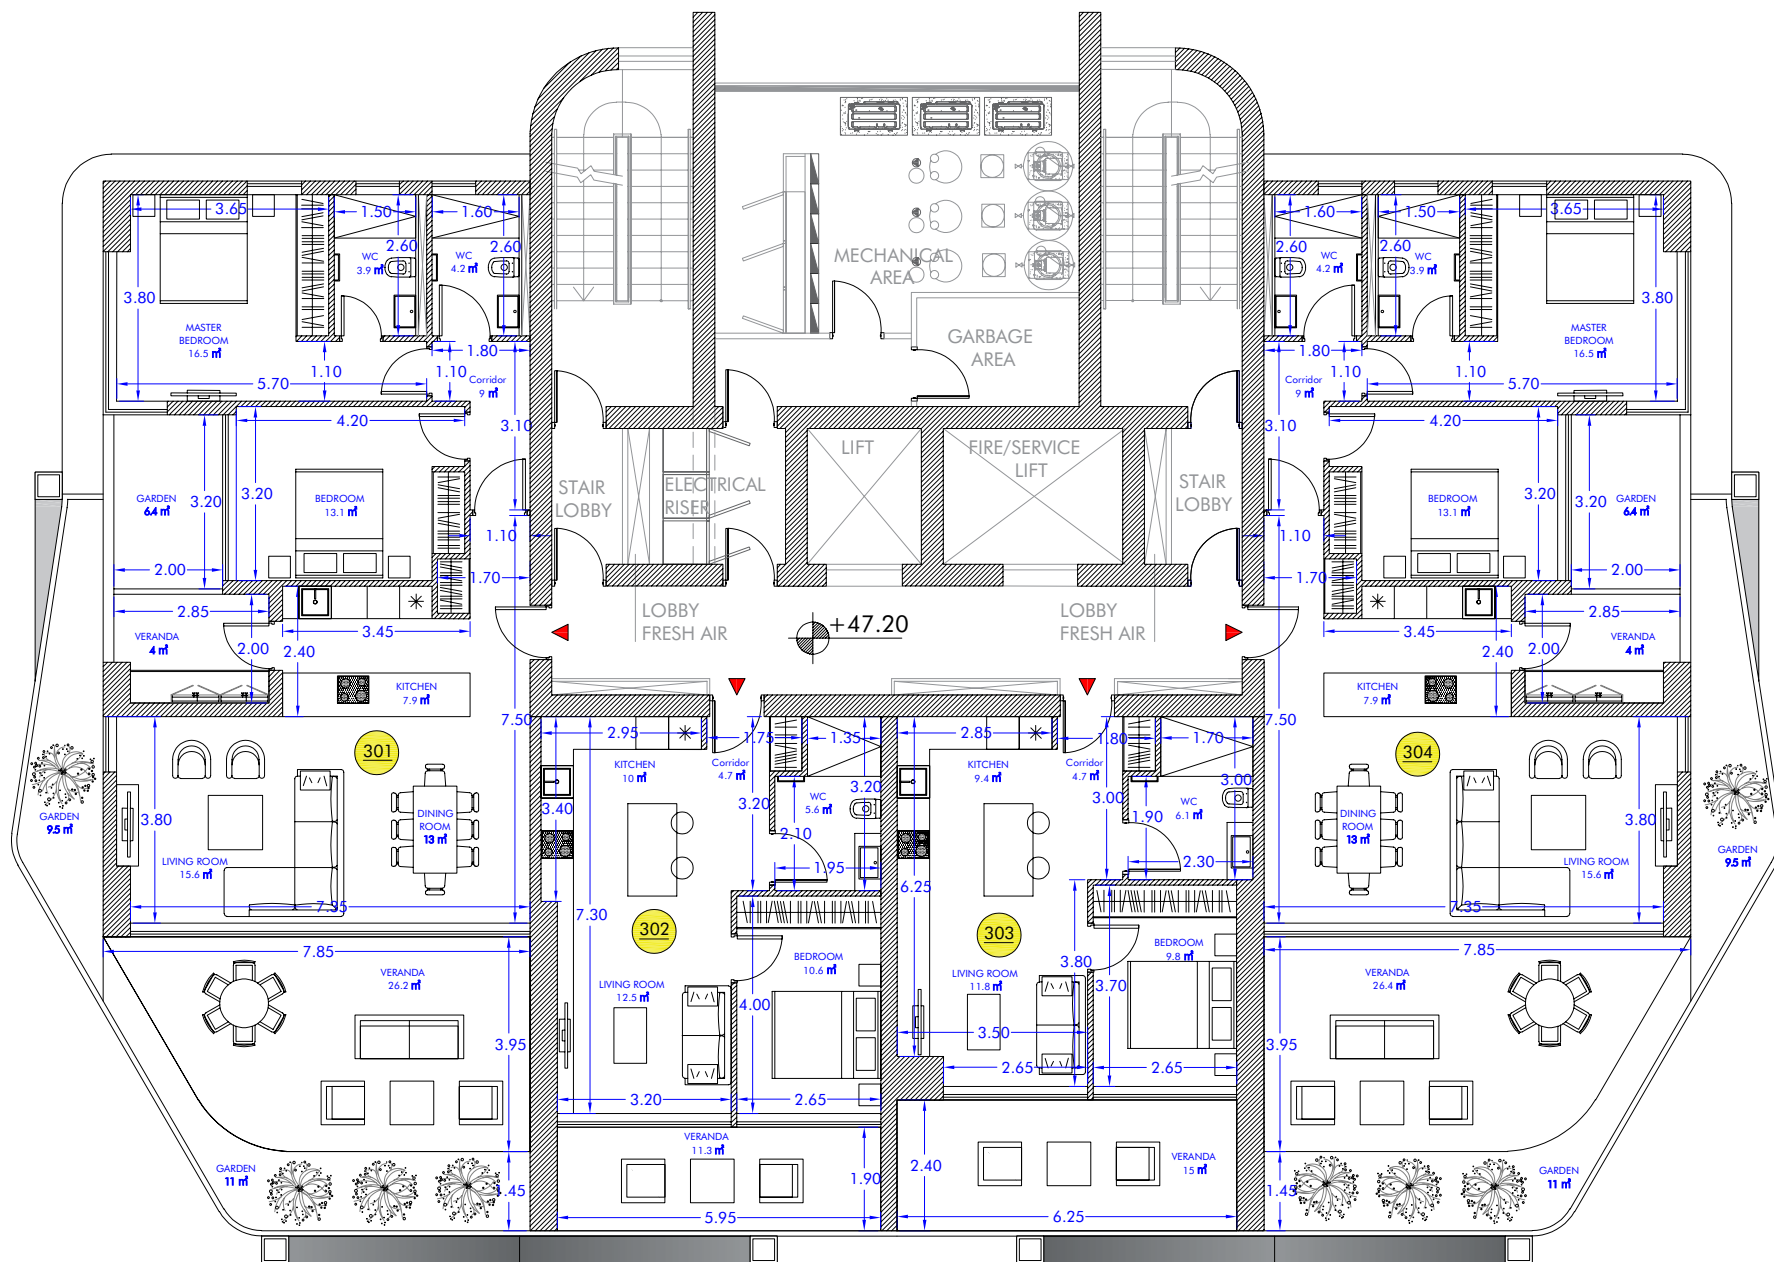 MECHANICAL
AREA
GARBAGE
AREA
LIFT
FIRE/SERVICE
LIFT
STAIR
LOBBY
ELECTRICAL
RISER
STAIR
LOBBY
LOBBY
FRESH AIR
+47.20
LOBBY
FRESH AIR
3.65
1.50
1.60
2.60
2.60
WC
3.9 m²
WC
4.2 m²
3.80
MASTER
BEDROOM
16.5 m²
1.10
1.10
1.80
5.70
Corridor
9 m²
4.20
3.10
GARDEN
6.4 m²
3.20
3.20
BEDROOM
13.1 m²
1.10
2.00
1.70
2.85
3.45
VERANDA
4 m²
2.00
2.40
KITCHEN
7.9 m²
7.50
301
GARDEN
9.5 m²
3.80
DINING
ROOM
13 m²
LIVING ROOM
15.6 m²
7.35
7.85
VERANDA
26.2 m²
3.95
GARDEN
11 m²
1.45
2.95
1.75
1.35
KITCHEN
10 m²
Corridor
4.7 m²
3.20
3.20
3.40
WC
5.6 m²
2.10
1.95
7.30
302
BEDROOM
10.6 m²
LIVING ROOM
12.5 m²
4.00
3.20
2.65
VERANDA
11.3 m²
1.90
5.95
2.85
1.80
1.70
KITCHEN
9.4 m²
Corridor
4.7 m²
3.00
3.00
WC
6.1 m²
1.90
2.30
6.25
303
BEDROOM
9.8 m²
3.80
3.70
LIVING ROOM
11.8 m²
3.50
2.65
2.65
2.40
VERANDA
15 m²
6.25
1.60
1.50
3.65
2.60
2.60
WC
4.2 m²
WC
3.9 m²
3.80
MASTER
BEDROOM
16.5 m²
1.80
1.10
1.10
5.70
Corridor
9 m²
3.10
4.20
BEDROOM
13.1 m²
3.20
3.20
GARDEN
6.4 m²
1.10
1.70
2.00
2.85
3.45
VERANDA
4 m²
2.40
2.00
KITCHEN
7.9 m²
7.50
304
3.80
DINING
ROOM
13 m²
GARDEN
9.5 m²
LIVING ROOM
15.6 m²
7.35
7.85
VERANDA
26.4 m²
3.95
GARDEN
11 m²
1.45